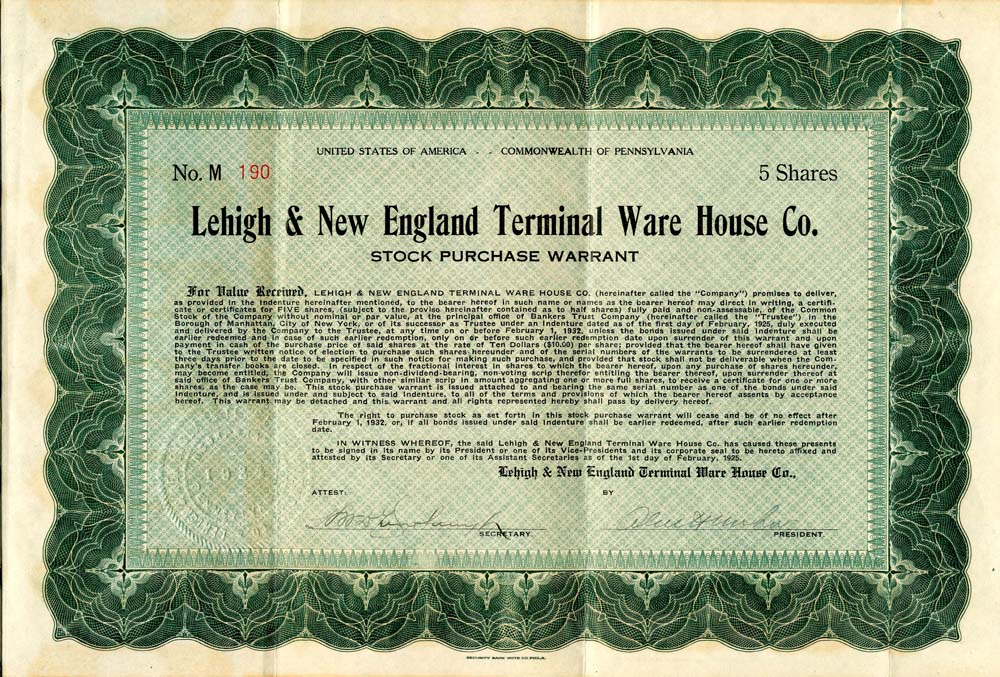 UNITED STATES OF AMERICA - - COMMONWEALTH OF PENNSYLVANIA
No. M 190
5 Shares
Lehigh & New England Terminal Ware House Co.
STOCK PURCHASE WARRANT
For Value Received, LEHIGH & NEW ENGLAND TERMINAL WARE HOUSE CO. (hereinafter called the "Company") promises to deliver,
as provided in the Indenture hereinafter mentioned, to the bearer hereof in such name or names as the bearer hereof may direct in writing, a certifi-
cate or certificates for FIVE shares, (subject to the proviso hereinafter contained as to half shares) fully paid and non-assessable, of the Common
Stock of the Company without nominal or par value, at the principal office of Bankers Trust Company (hereinafter called the "Trustee") in the
Borough of Manhattan, City of New York, or of its successor as Trustee under an Indenture dated as of the first day of February, 1925, duly executed
and delivered by the Company to the Trustee, at any time on or before February 1, 1932, unless the bonds issued under said Indenture shall be
earlier redeemed and in case of such earlier redemption, only on or before such earlier redemption date upon surrender of this warrant and upon
payment in cash of the purchase price of said shares at the rate of Ten Dollars ($10.00) per share; provided that the bearer hereof shall have given
to the Trustee written notice of election to purchase such shares hereunder and of the serial numbers of the warrants to be surrendered at least
three days prior to the date to be specified in such notice for making such purchase, and provided that stock shall not be deliverable when the Com-
pany's transfer books are closed. In respect of the fractional interest in shares to which the bearer hereof, upon any purchase of shares hereunder,
may become entitled, the Company will issue non-dividend-bearing, non-voting scrip therefor entitling the bearer thereof, upon surrender thereof at
said office of Bankers Trust Company, with other similar scrip in amount aggregating one or more full shares, to receive a certificate for one or more
shares, as the case may be. This stock purchase warrant is issued attached to and bearing the same serial number as one of the bonds under said
Indenture, and is issued under and subject to said Indenture, to all of the terms and provisions of which the bearer hereof assents by acceptance
hereof. This warrant may be detached and this warrant and all rights represented hereby shall pass by delivery hereof.
The right to purchase stock as set forth in this stock purchase warrant will cease and be of no effect after
February 1, 1932, or, if all bonds issued under said Indenture shall be earlier redeemed, after such earlier redemption
date.
IN WITNESS WHEREOF, the said Lehigh & New England Terminal Ware House Co. has caused these presents
to be signed in its name by its President or one of its Vice-Presidents and its corporate seal to be hereto affixed and
attested by its Secretary or one of its Assistant Secretaries as of the 1st day of February, 1925.
Lehigh & New England Terminal Ware House Co.,
ATTEST:
BY
SECRETARY.
PRESIDENT.
SECURITY BANK NOTE CO. PHILA.